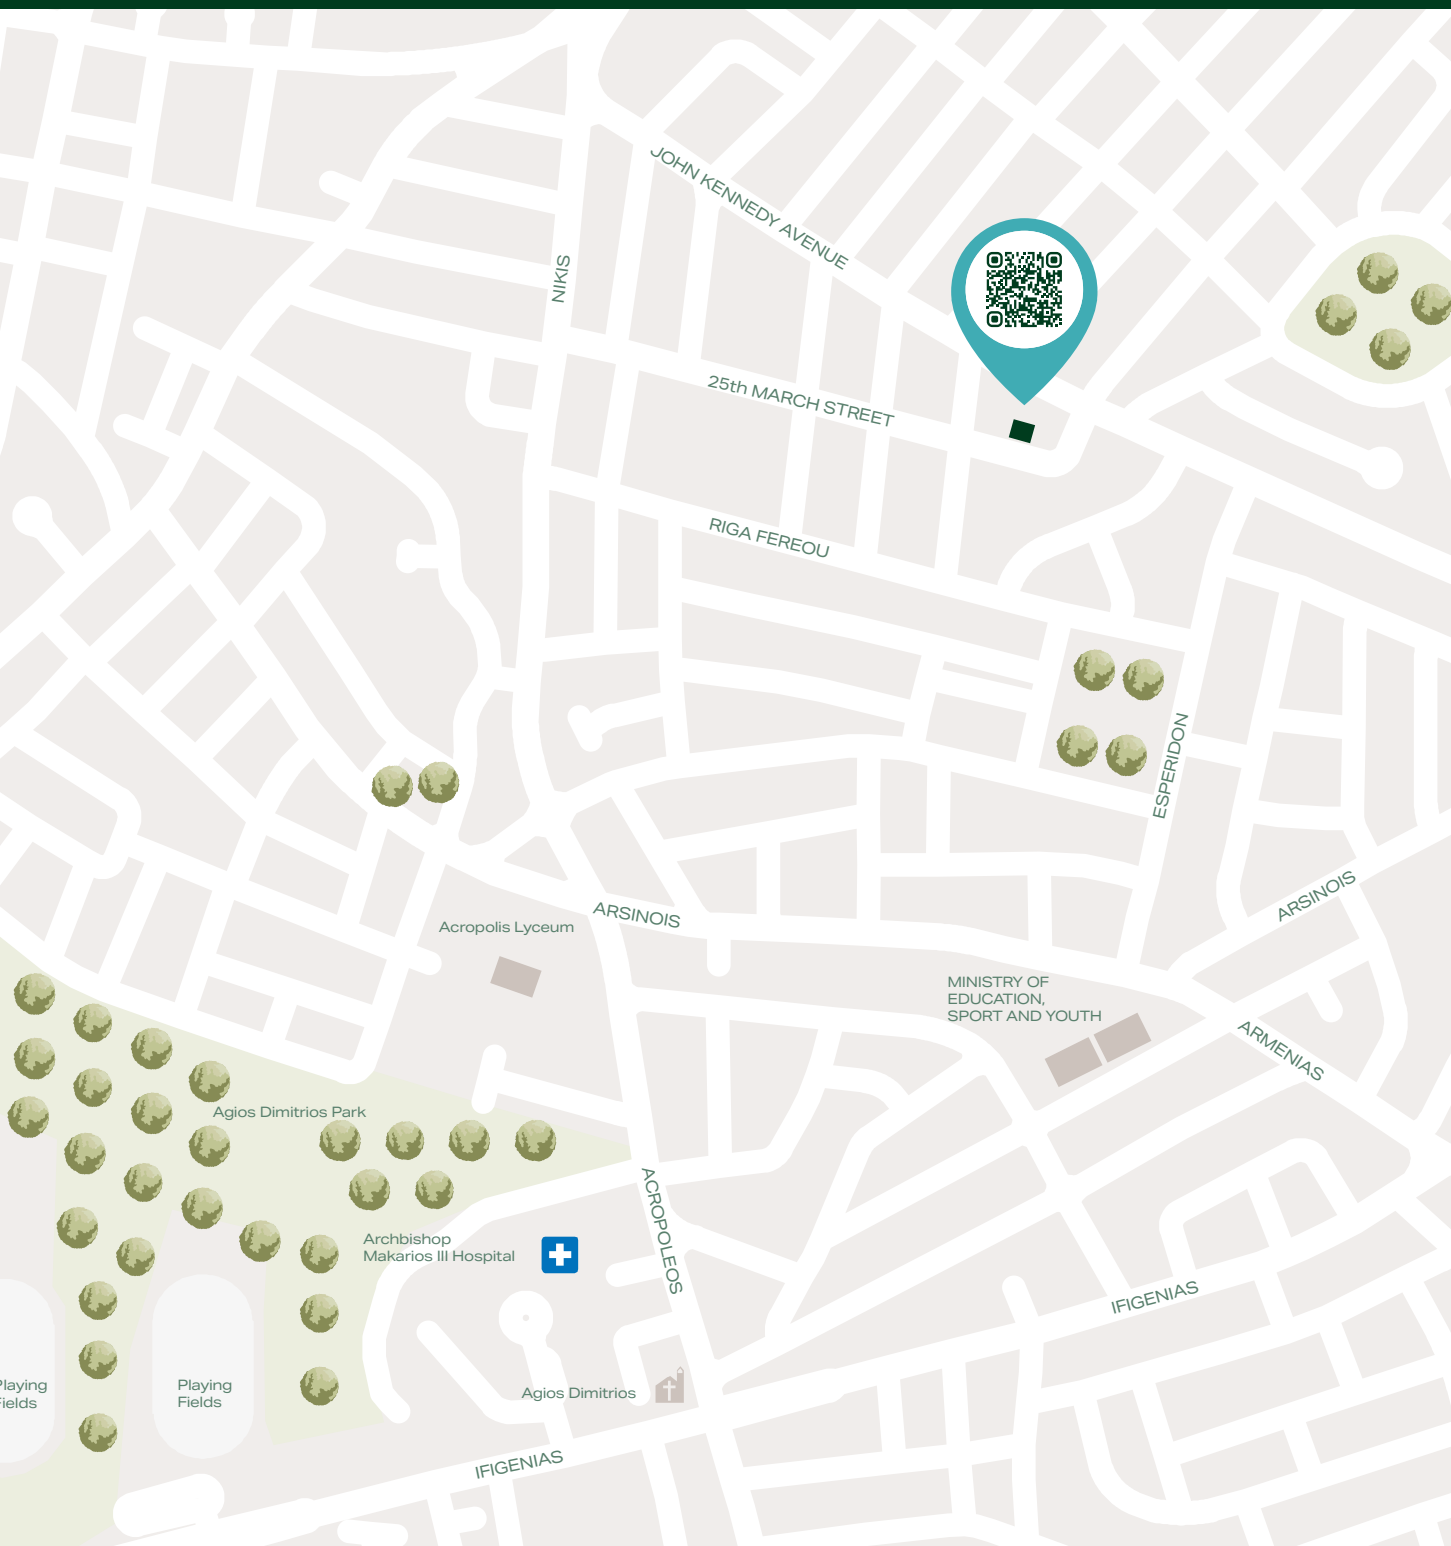 JOHN KENNEDY AVENUE
NIKIS
25th MARCH STREET
RIGA FEREOU
ESPERIDON
ARSINOIS
ARSINOIS
Acropolis Lyceum
MINISTRY OF
EDUCATION,
SPORT AND YOUTH
ARMENIAS
Agios Dimitrios Park
ACROPOLEOS
Archbishop
Makarios III Hospital
IFIGENIAS
Playing
Fields
Playing
Fields
Agios Dimitrios
IFIGENIAS